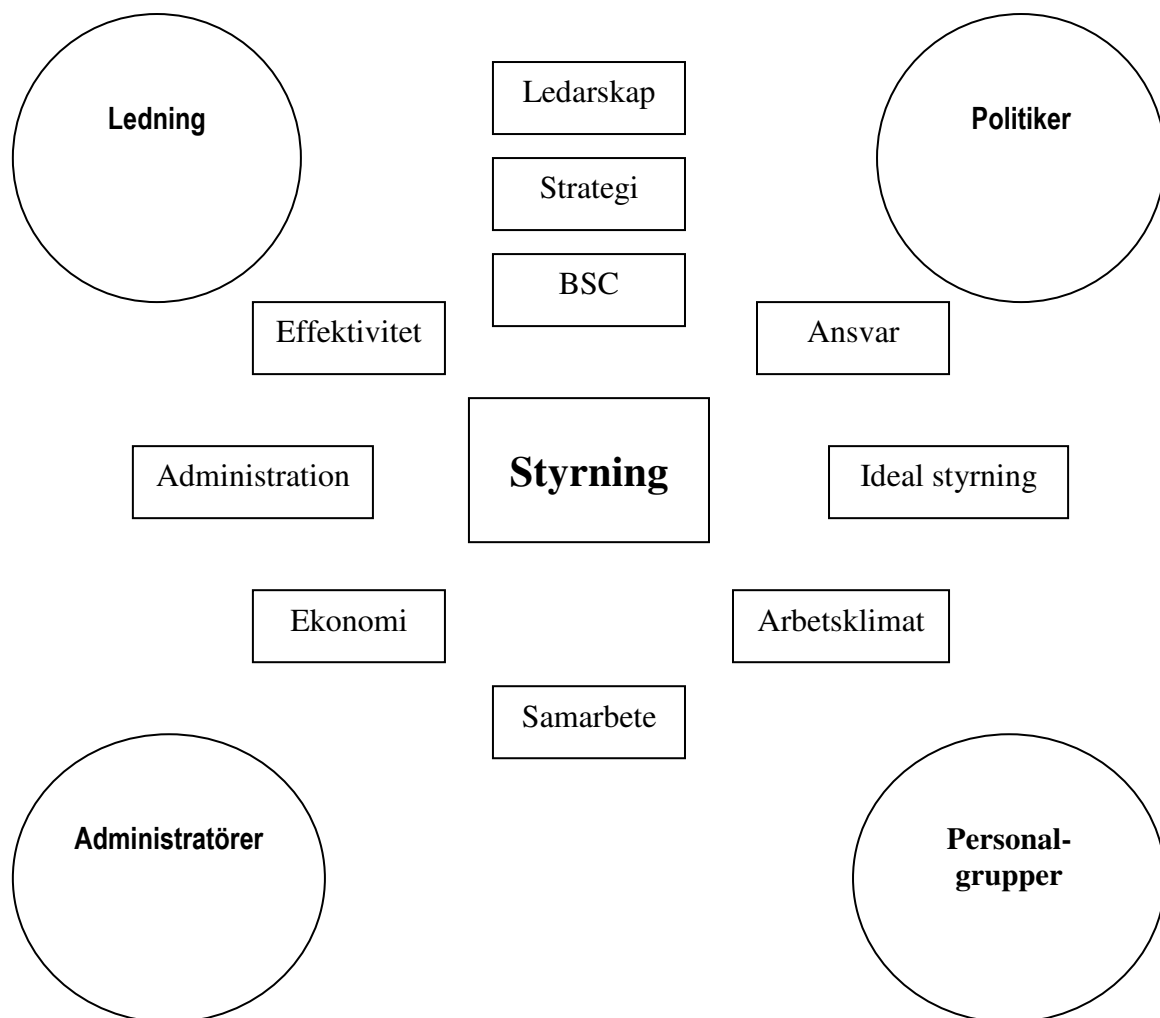 Ledarskap
Ledning
Politiker
Strategi
BSC
Effektivitet
Ansvar
Styrning
Administration
Ideal styrning
Ekonomi
Arbetsklimat
Samarbete
Administratörer
Personal-
grupper